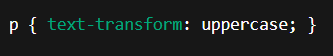 p { text-transform: uppercase; }